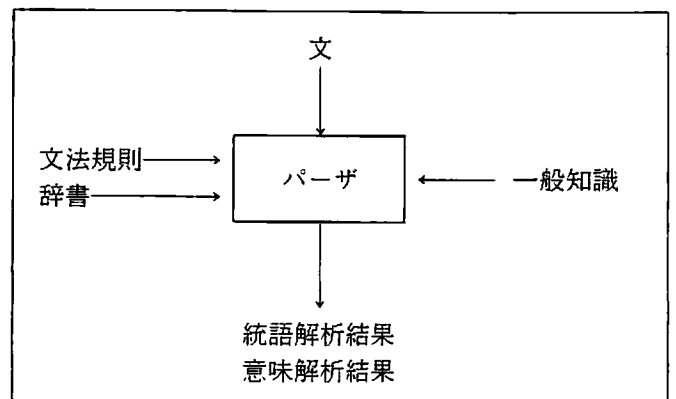 文
文法規則
辞書
パーザ
一般知識
統語解析結果
意味解析結果